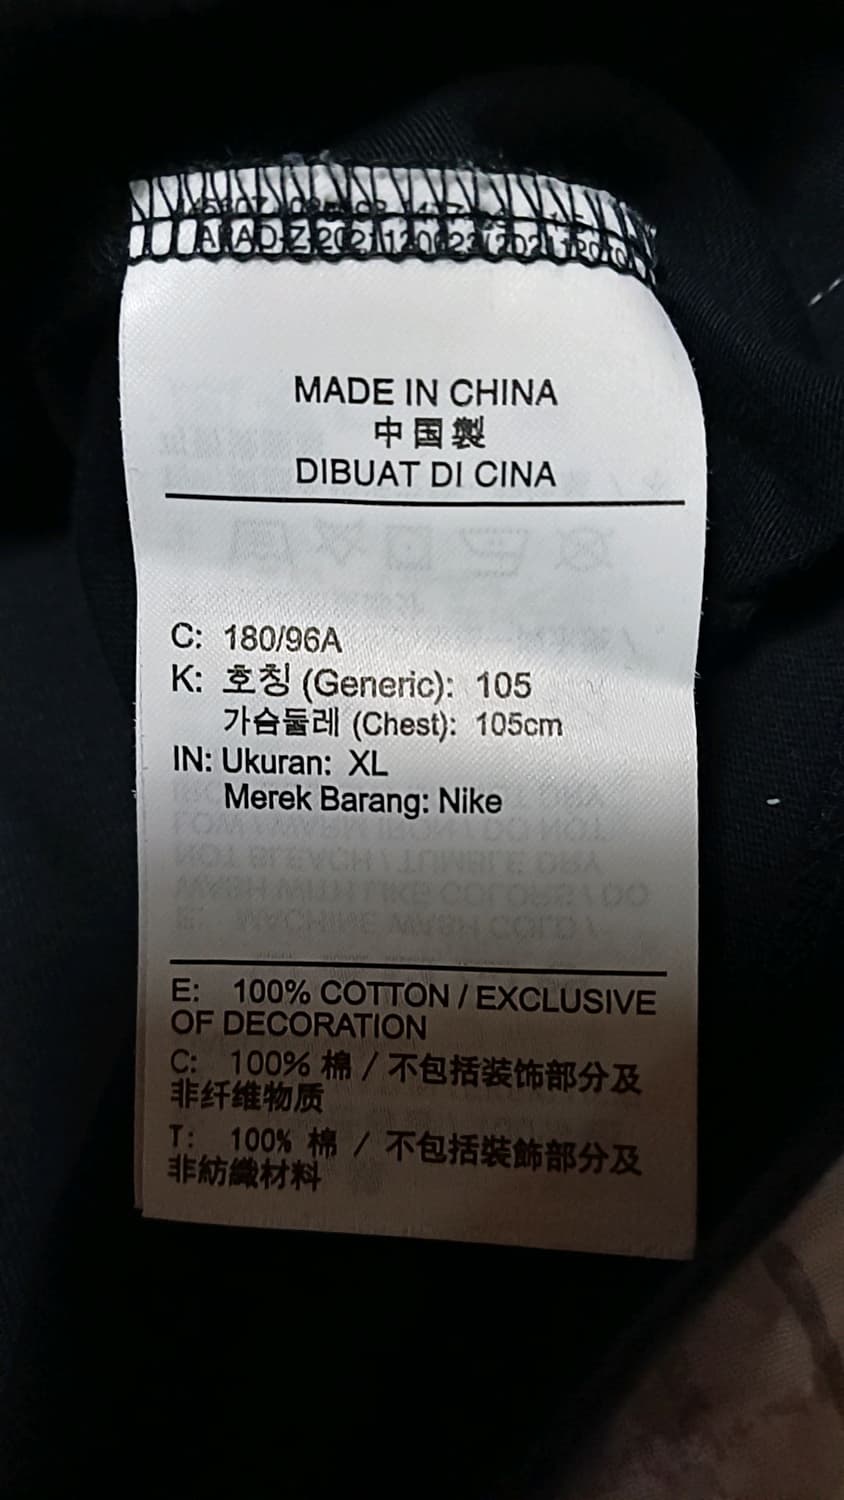 MADE IN CHINA
中国製
DIBUAT DI CINA
C: 180/96A
K: 호칭 (Generic): 105
가슴둘레 (Chest): 105cm
IN: Ukuran: XL
Merek Barang: Nike
E: 100% COTTON / EXCLUSIVE
OF DECORATION
C: 100% 棉 / 不包括装饰部分及
非纤维物质
T: 100% 棉 / 不包括裝飾部分及
非紡織材料